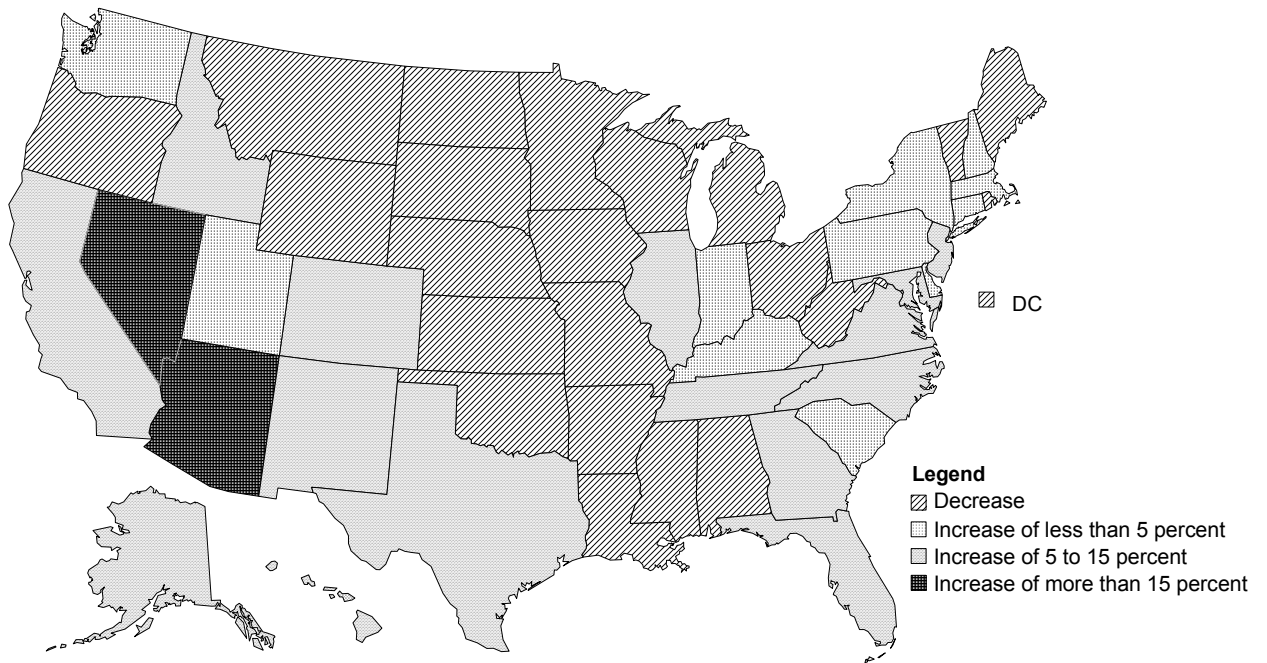 DC
Legend
Decrease
Increase of less than 5 percent
Increase of 5 to 15 percent
Increase of more than 15 percent